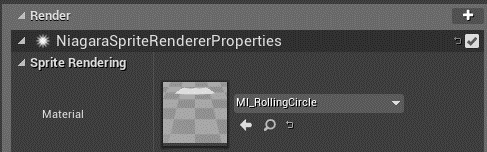 Render
NiagaraSpriteRendererProperties
Sprite Rendering
Material
MI_RollingCircle